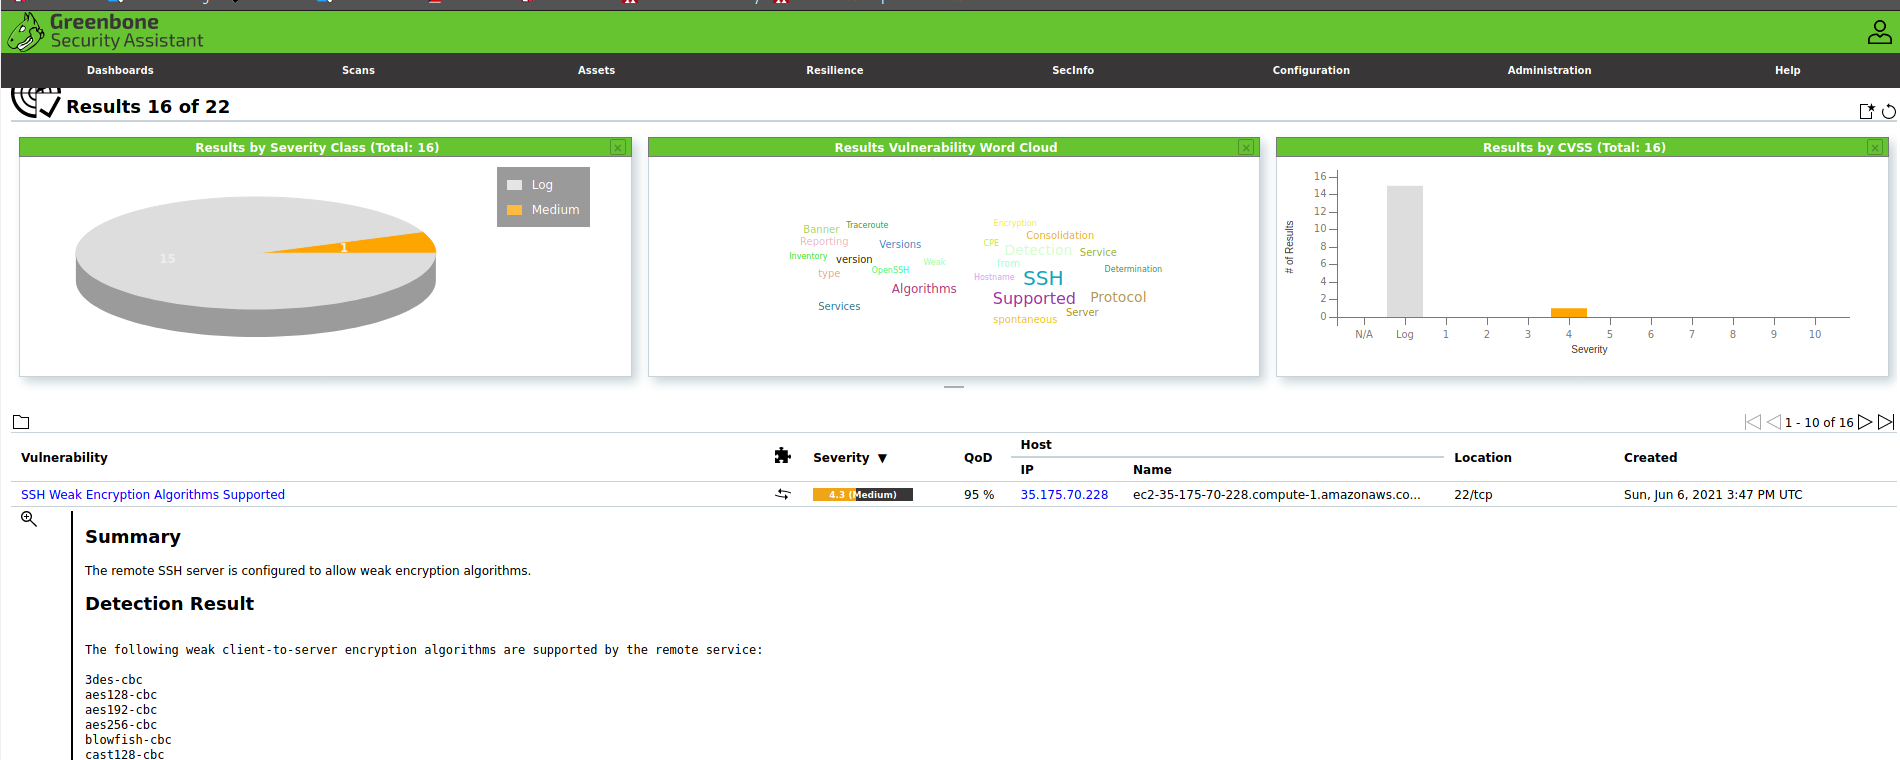 Greenbone
Security Assistant
Dashboards Scans Assets Resilience SecInfo Configuration Administration Help
Results 16 of 22
Results by Severity Class (Total: 16)
Log
Medium
1
15
Results Vulnerability Word Cloud
Banner Traceroute Encryption
Reporting Versions Consolidation
Inventory version CPE Detection Service
type OpenSSH Weak from Determination
Hostname SSH
Algorithms Supported Protocol
Services Server
spontaneous
Results by CVSS (Total: 16)
# of Results
16
14
12
10
8
6
4
2
0
N/A Log 1 2 3 4 5 6 7 8 9 10
Severity
1 - 10 of 16
Vulnerability Severity ▼ QoD Host Location Created
IP Name
SSH Weak Encryption Algorithms Supported 4.3 (Medium) 95 % 35.175.70.228 ec2-35-175-70-228.compute-1.amazonaws.co... 22/tcp Sun, Jun 6, 2021 3:47 PM UTC
Summary
The remote SSH server is configured to allow weak encryption algorithms.
Detection Result
The following weak client-to-server encryption algorithms are supported by the remote service:
3des-cbc
aes128-cbc
aes192-cbc
aes256-cbc
blowfish-cbc
cast128-cbc